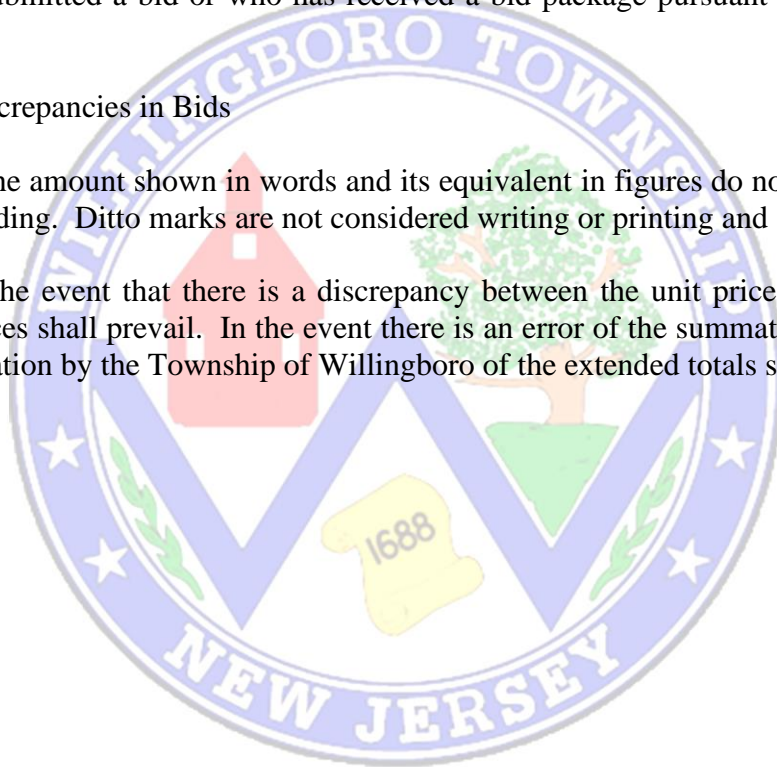 ubmitted a bid or who has received a bid package pursuant
crepancies in Bids
he amount shown in words and its equivalent in figures do no
ding. Ditto marks are not considered writing or printing and
he event that there is a discrepancy between the unit price
ces shall prevail. In the event there is an error of the summat
ation by the Township of Willingboro of the extended totals s
WILLINGBORO TOWNSHIP
1688
NEW JERSEY